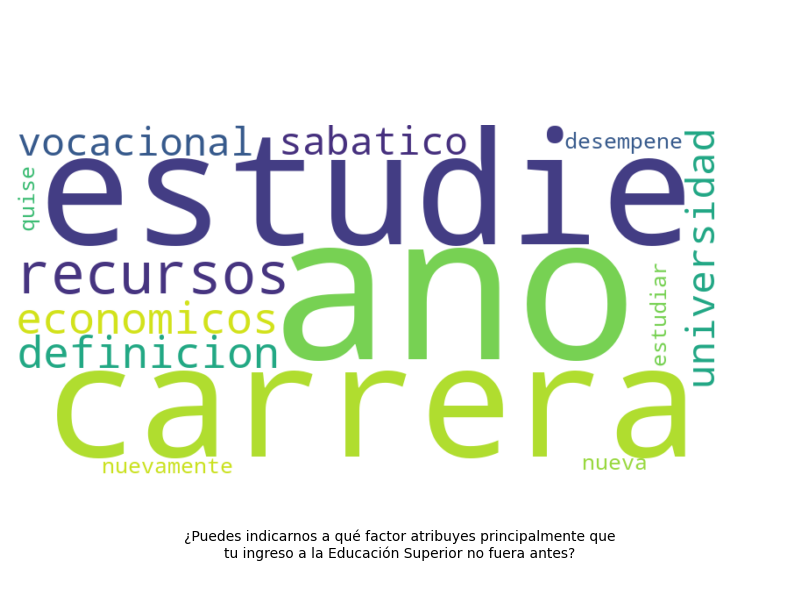 vocacional
sabatico
desempene
quise
estudie
universidad
recursos
ano
economicos
estudiar
definicion
carrera
nuevamente
nueva
¿Puedes indicarnos a qué factor atribuyes principalmente que
tu ingreso a la Educación Superior no fuera antes?